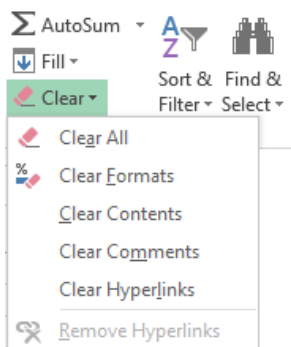 AutoSum
Fill
Clear
Sort &
Filter
Find &
Select
Clear All
Clear Formats
Clear Contents
Clear Comments
Clear Hyperlinks
Remove Hyperlinks